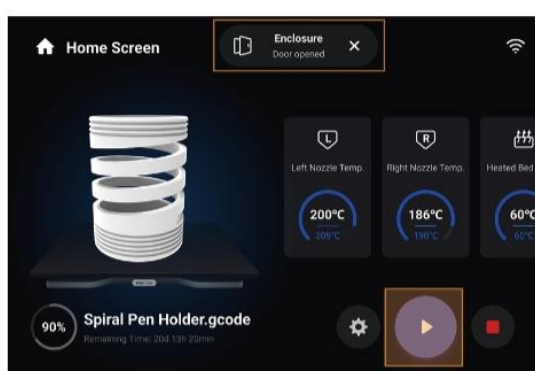 Home Screen
Enclosure
Door opened
L
R
Left Nozzle Temp.
Right Nozzle Temp.
Heated Bed
200°C
205°C
186°C
190°C
60°C
60°C
90%
Spiral Pen Holder.gcode
Remaining Time: 20d 13h 20min